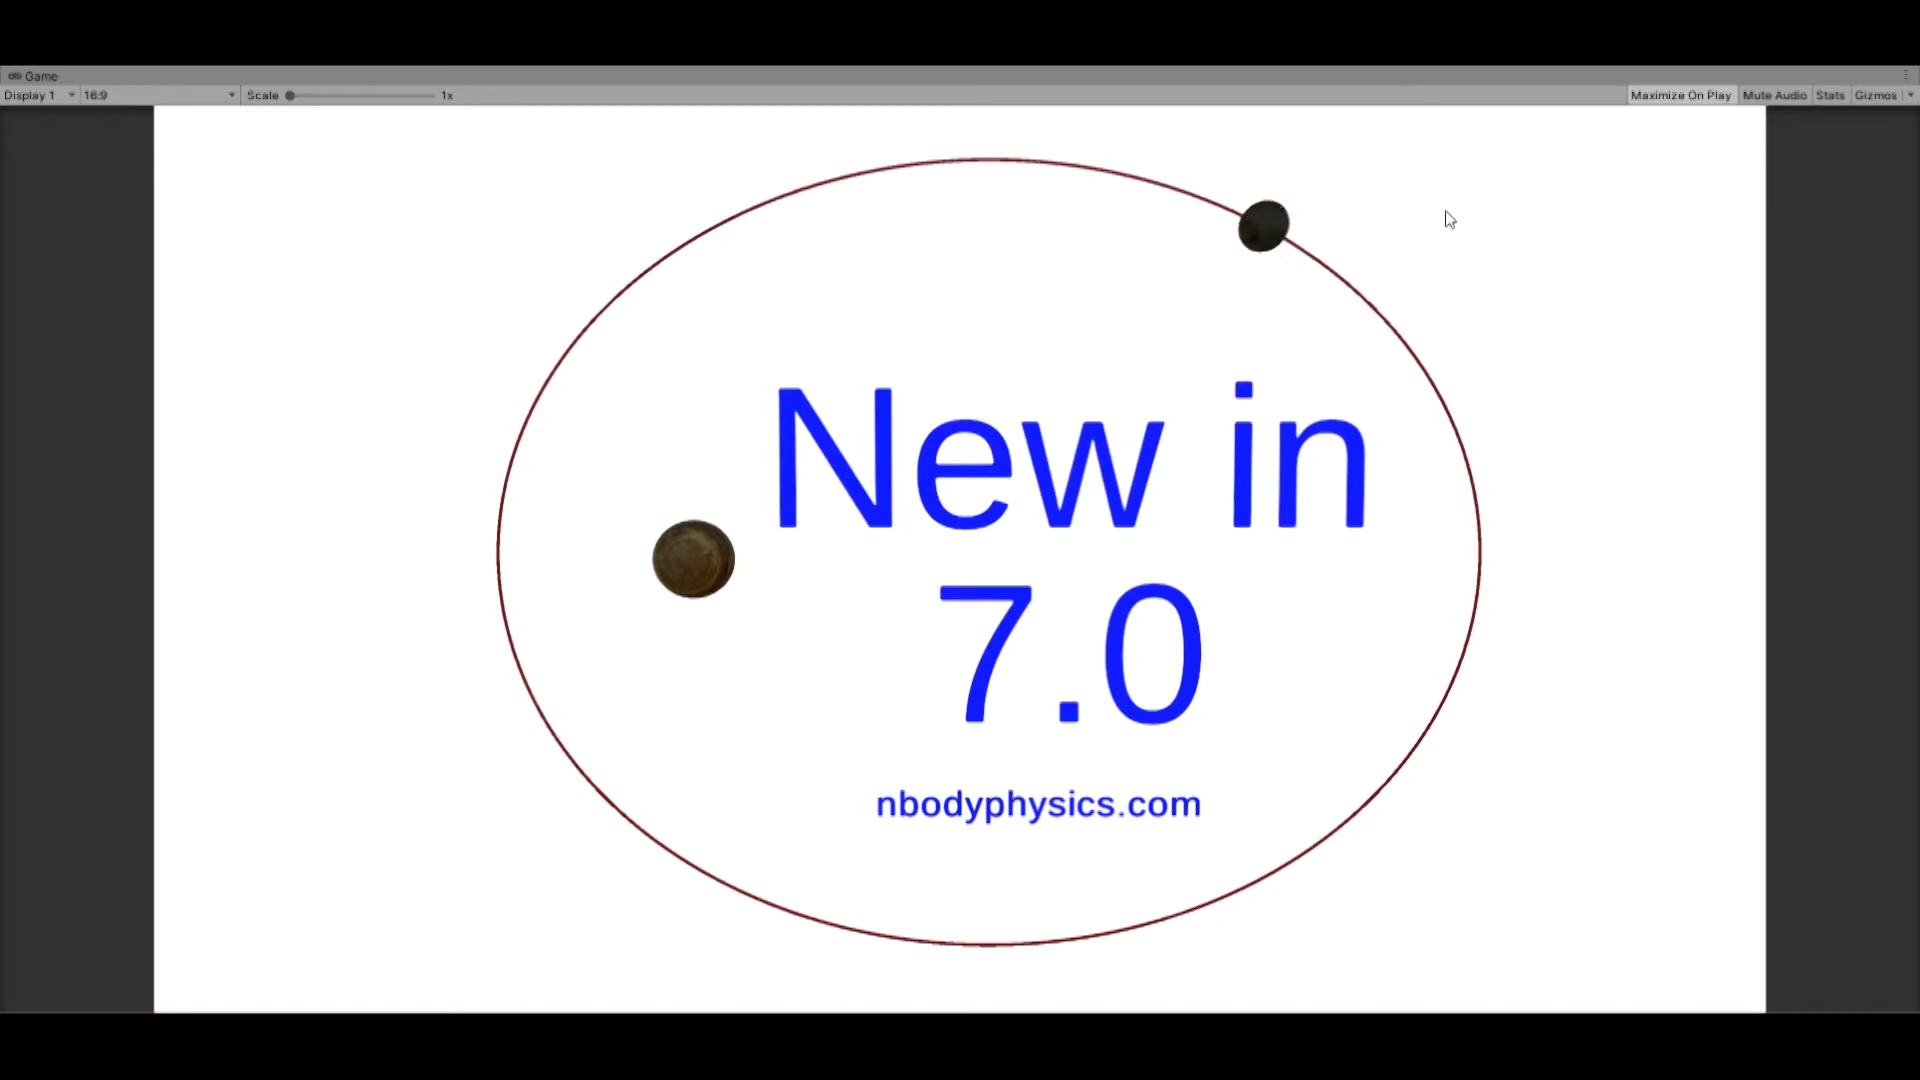 Game
Display 1 16:9 Scale 1x Maximize On Play Mute Audio Stats Gizmos
New in
7.0
nbodyphysics.com